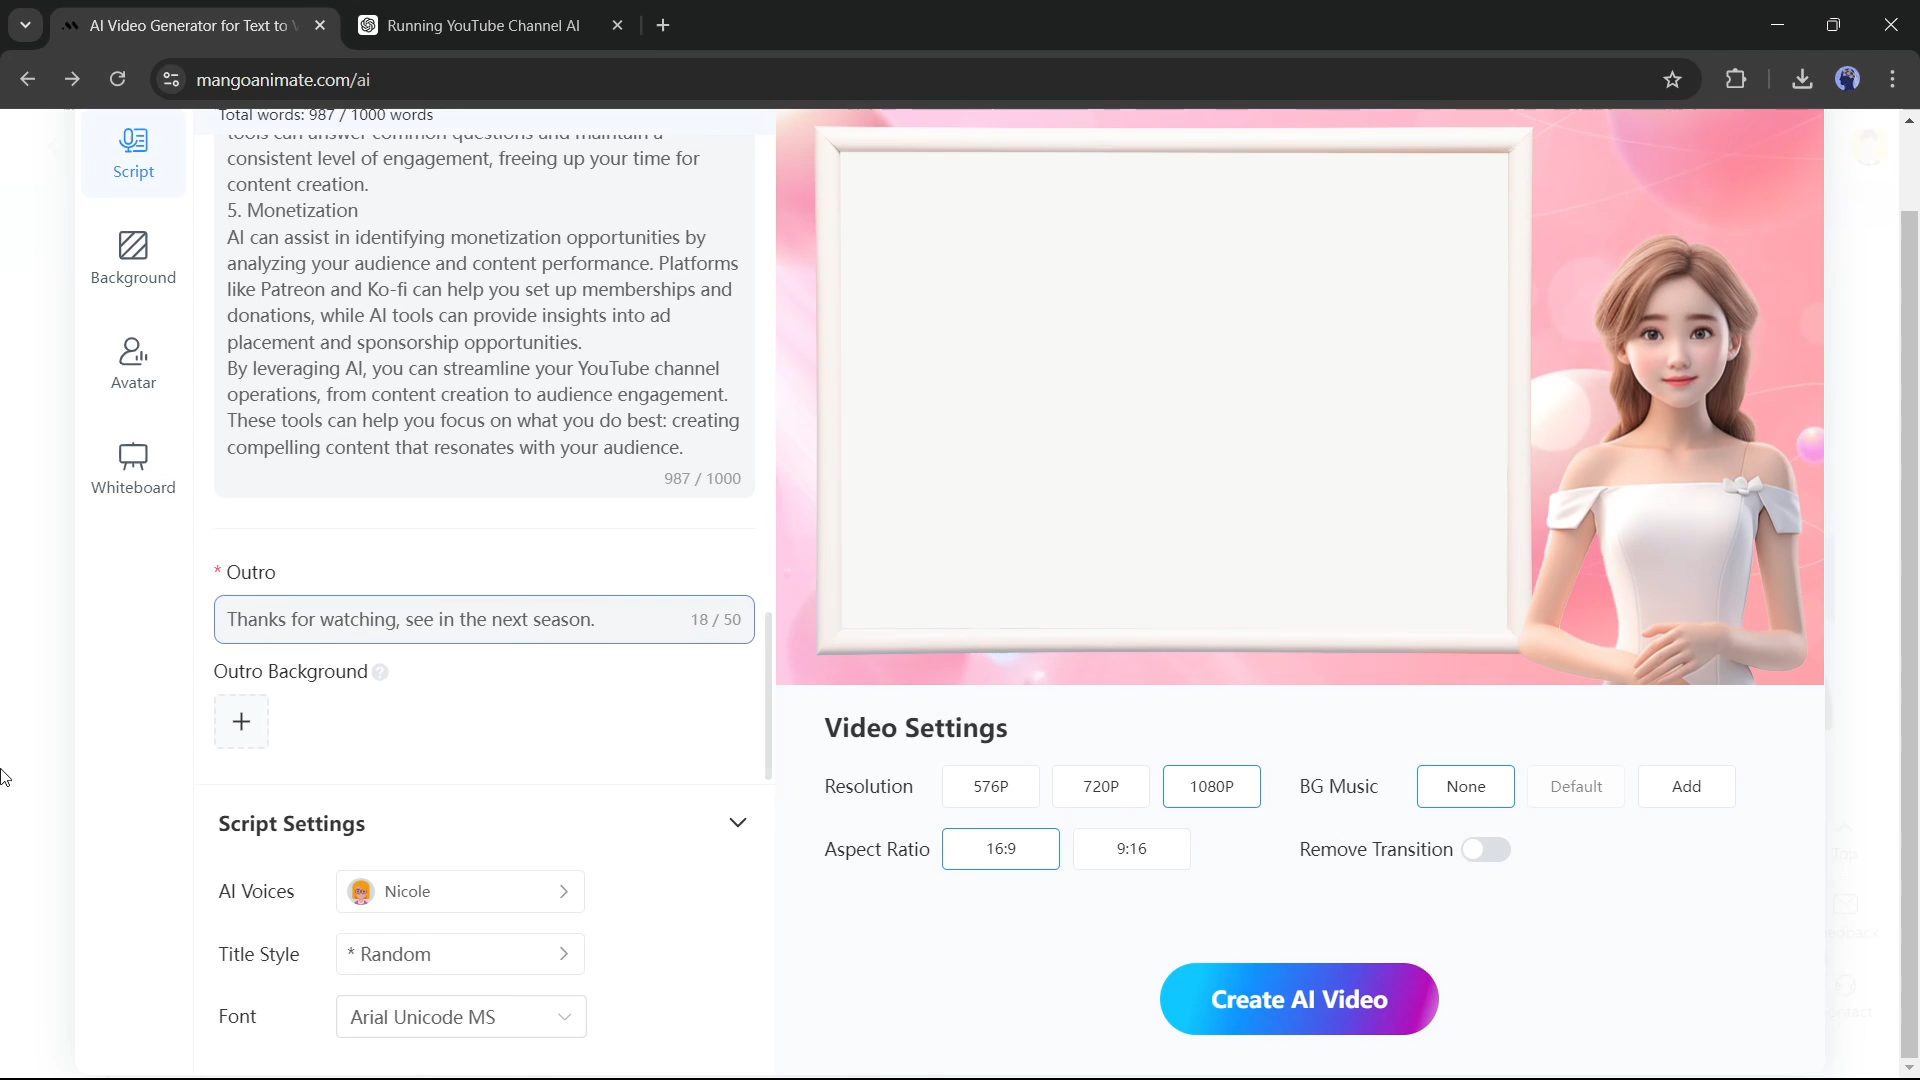 AI Video Generator for Text to
Running YouTube Channel AI
mangoanimate.com/ai
Total words: 987 / 1000 words
Script
Background
Avatar
Whiteboard
tools can answer common questions and maintain a
consistent level of engagement, freeing up your time for
content creation.
5. Monetization
AI can assist in identifying monetization opportunities by
analyzing your audience and content performance. Platforms
like Patreon and Ko-fi can help you set up memberships and
donations, while AI tools can provide insights into ad
placement and sponsorship opportunities.
By leveraging AI, you can streamline your YouTube channel
operations, from content creation to audience engagement.
These tools can help you focus on what you do best: creating
compelling content that resonates with your audience.
987 / 1000
* Outro
Thanks for watching, see in the next season. 18 / 50
Outro Background ?
+
Script Settings
AI Voices Nicole
Title Style * Random
Font Arial Unicode MS
Video Settings
Resolution 576P 720P 1080P
BG Music None Default Add
Aspect Ratio 16:9 9:16
Remove Transition
Create AI Video
Top